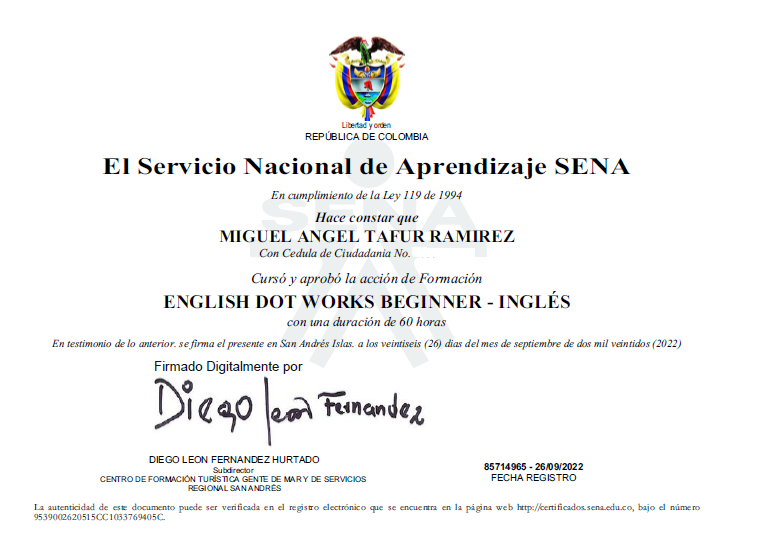 Libertad y orden
REPÚBLICA DE COLOMBIA
El Servicio Nacional de Aprendizaje SENA
En cumplimiento de la Ley 119 de 1994
SENA
Hace constar que
MIGUEL ANGEL TAFUR RAMIREZ
Con Cedula de Ciudadania No.
Cursó y aprobó la acción de Formación
ENGLISH DOT WORKS BEGINNER - INGLÉS
con una duración de 60 horas
En testimonio de lo anterior. se firma el presente en San Andrés Islas. a los veintiseis (26) dias del mes de septiembre de dos mil veintidos (2022)
Firmado Digitalmente por
Diego Leon Fernandez
DIEGO LEON FERNANDEZ HURTADO
Subdirector
CENTRO DE FORMACIÓN TURÍSTICA GENTE DE MAR Y DE SERVICIOS
REGIONAL SAN ANDRÉS
85714965 - 26/09/2022
FECHA REGISTRO
La autenticidad de este documento puede ser verificada en el registro electrónico que se encuentra en la página web http://certificados.sena.edu.co, bajo el número
9539002620515CC1033769405C.